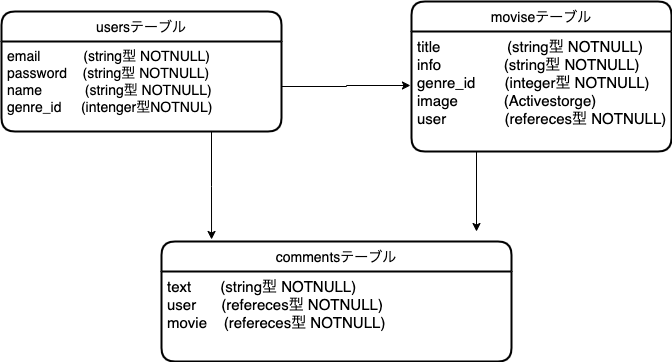 usersテーブル
email (string型 NOTNULL)
password (string型 NOTNULL)
name (string型 NOTNULL)
genre_id (intenger型NOTNUL)
moviseテーブル
title (string型 NOTNULL)
info (string型 NOTNULL)
genre_id (integer型 NOTNULL)
image (Activestorge)
user (refereces型 NOTNULL)
commentsテーブル
text (string型 NOTNULL)
user (refereces型 NOTNULL)
movie (refereces型 NOTNULL)